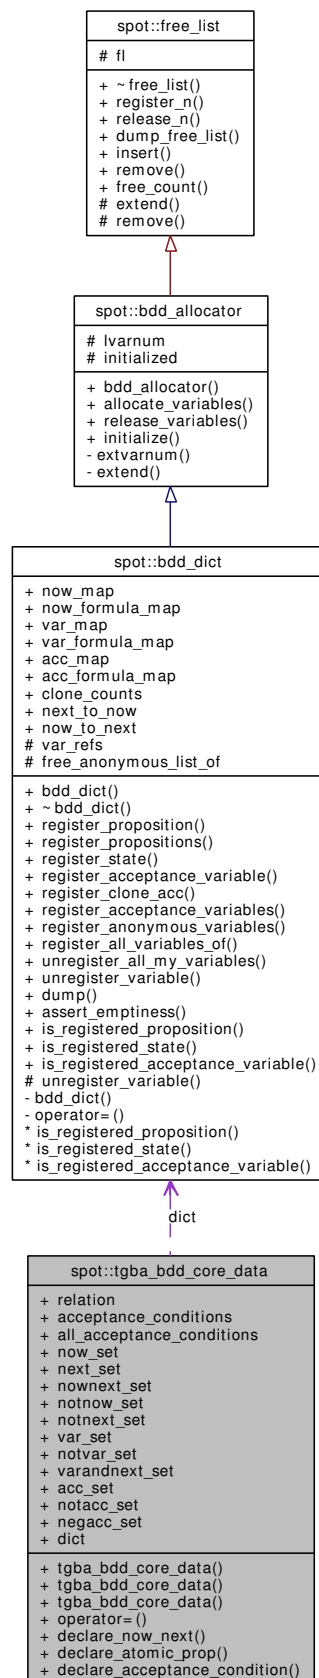 spot::free_list
# fl
+ ~ free_list()
+ register_n()
+ release_n()
+ dump_free_list()
+ insert()
+ remove()
+ free_count()
# extend()
# remove()
spot::bdd_allocator
# lvarnum
# initialized
+ bdd_allocator()
+ allocate_variables()
+ release_variables()
+ initialize()
- extvarnum()
- extend()
spot::bdd_dict
+ now_map
+ now_formula_map
+ var_map
+ var_formula_map
+ acc_map
+ acc_formula_map
+ clone_counts
+ next_to_now
+ now_to_next
# var_refs
# free_anonymous_list_of
+ bdd_dict()
+ ~ bdd_dict()
+ register_proposition()
+ register_propositions()
+ register_state()
+ register_acceptance_variable()
+ register_clone_acc()
+ register_acceptance_variables()
+ register_anonymous_variables()
+ register_all_variables_of()
+ unregister_all_my_variables()
+ unregister_variable()
+ dump()
+ assert_emptiness()
+ is_registered_proposition()
+ is_registered_state()
+ is_registered_acceptance_variable()
# unregister_variable()
- bdd_dict()
- operator=()
* is_registered_proposition()
* is_registered_state()
* is_registered_acceptance_variable()
dict
spot::tgba_bdd_core_data
+ relation
+ acceptance_conditions
+ all_acceptance_conditions
+ now_set
+ next_set
+ nownext_set
+ notnow_set
+ notnext_set
+ var_set
+ notvar_set
+ varandnext_set
+ acc_set
+ notacc_set
+ negacc_set
+ dict
+ tgba_bdd_core_data()
+ tgba_bdd_core_data()
+ tgba_bdd_core_data()
+ operator=()
+ declare_now_next()
+ declare_atomic_prop()
+ declare_acceptance_condition()